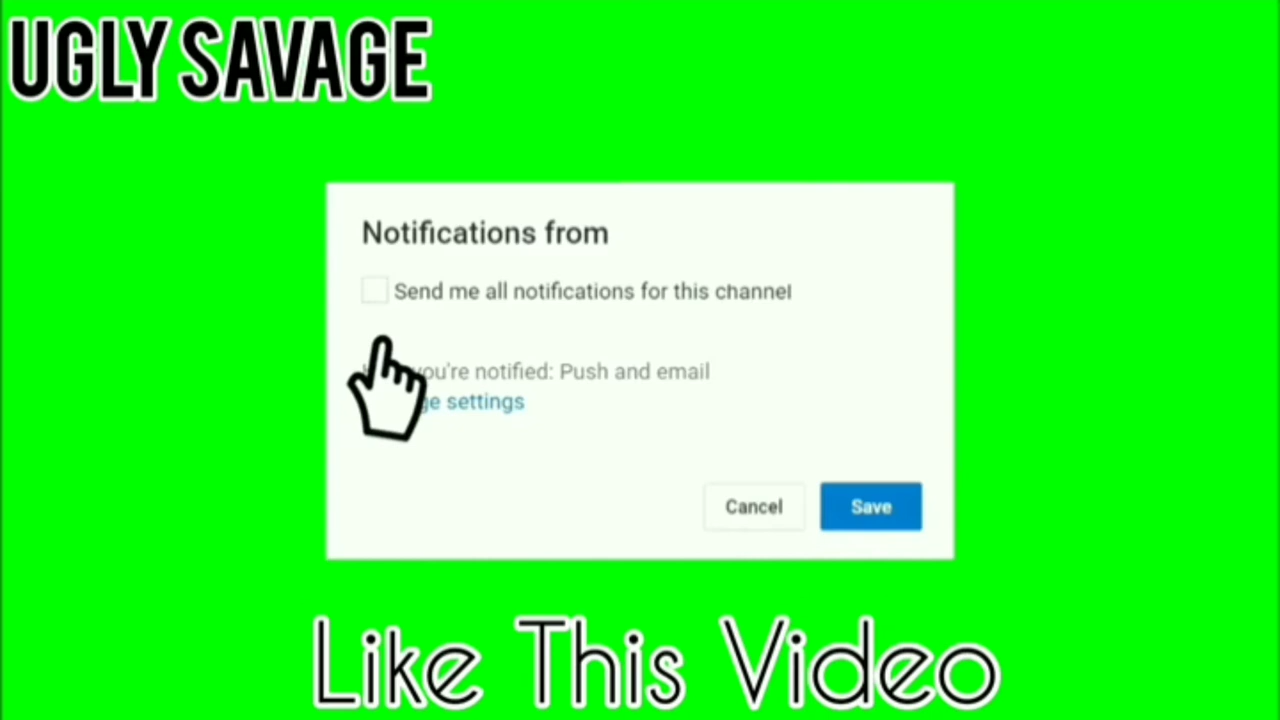 UGLY SAVAGE
Notifications from
Send me all notifications for this channel
you're notified: Push and email
settings
Cancel
Save
Like This Video